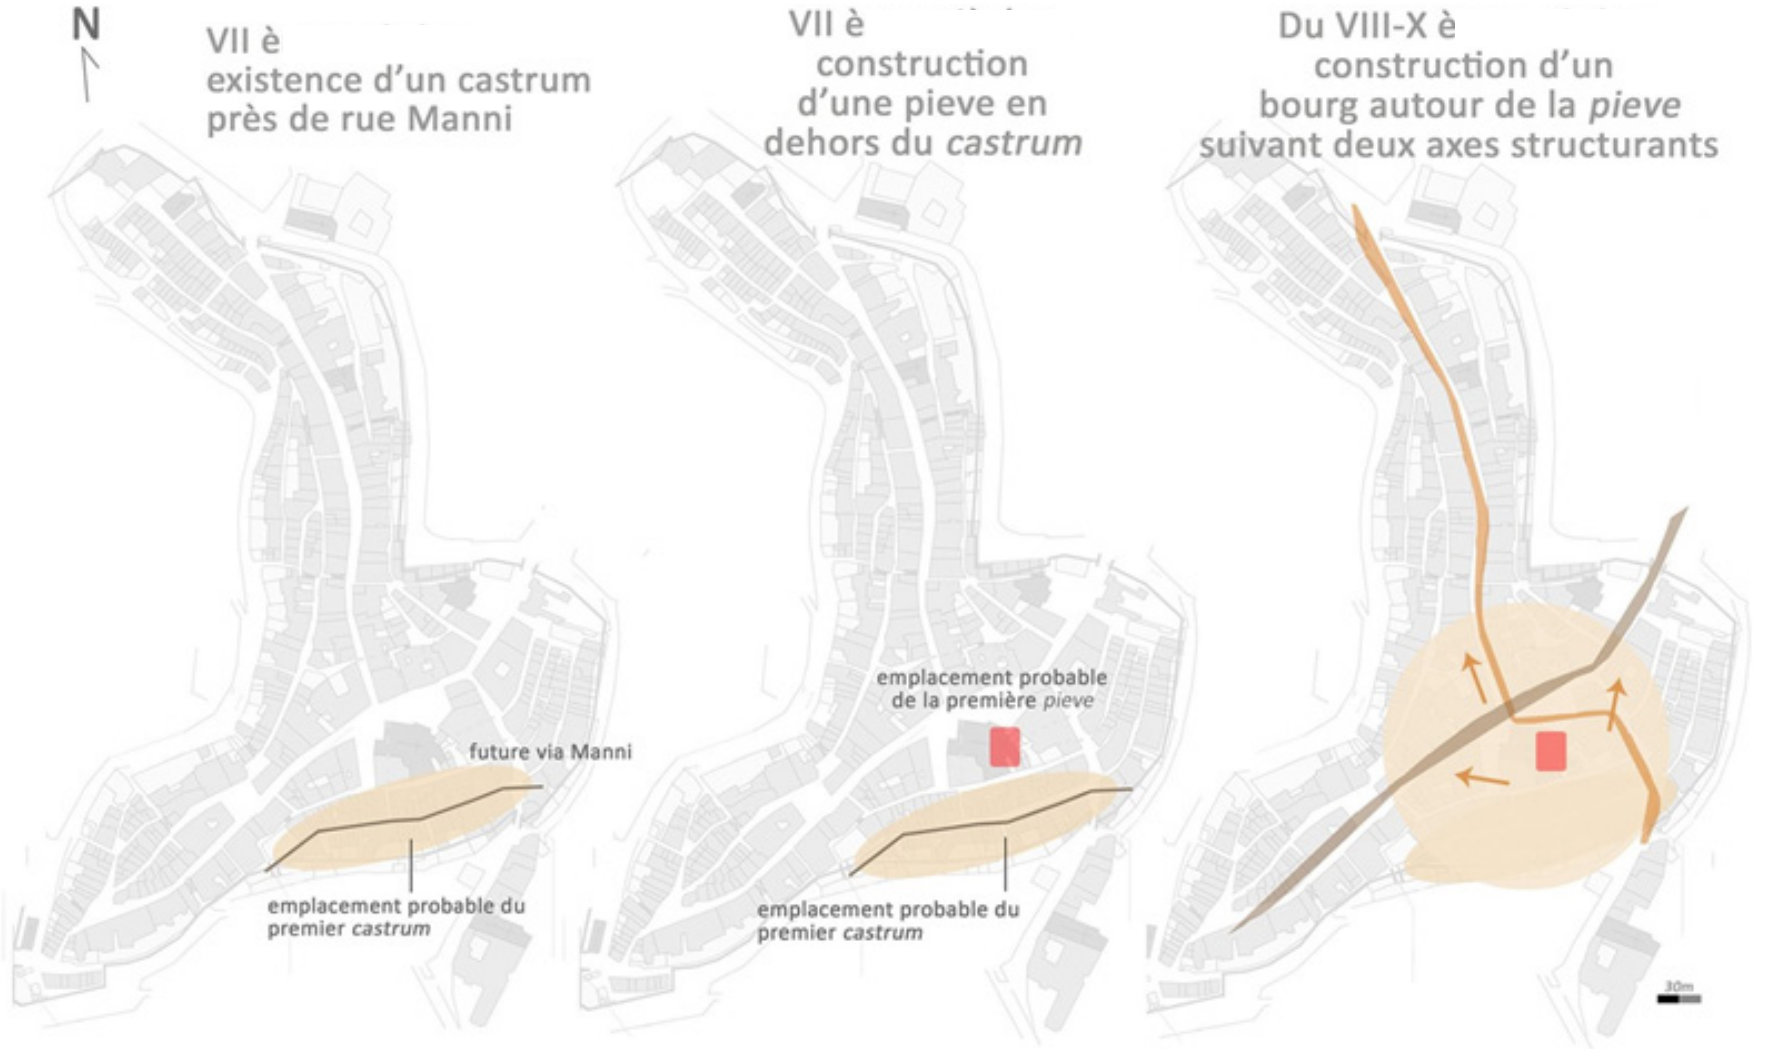 N
VII è
existence d'un castrum
près de rue Manni
future via Manni
emplacement probable du
premier castrum
VII è
construction
d'une pieve en
dehors du castrum
emplacement probable
de la première pieve
emplacement probable du
premier castrum
Du VIII-X è
construction d'un
bourg autour de la pieve
suivant deux axes structurants
30m